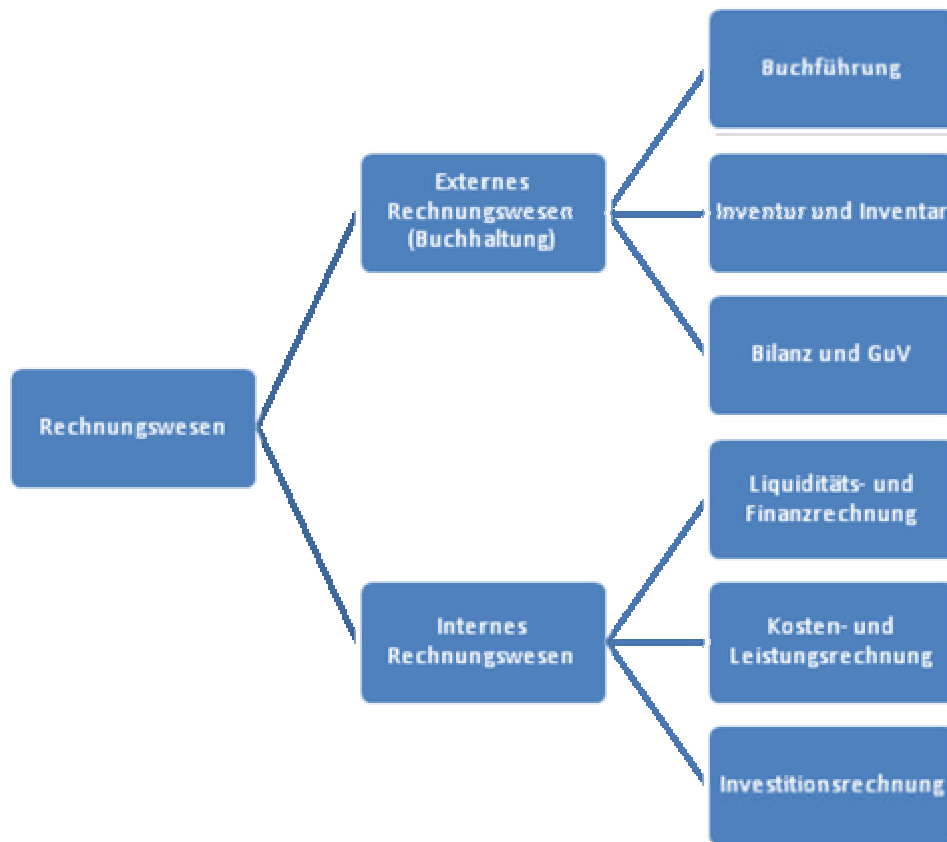 Buchführung
Externes
Rechnungswesen
(Buchhaltung)
Inventur und Inventar
Bilanz und GuV
Rechnungswesen
Liquiditäts- und
Finanzrechnung
Internes
Rechnungswesen
Kosten- und
Leistungsrechnung
Investitionsrechnung